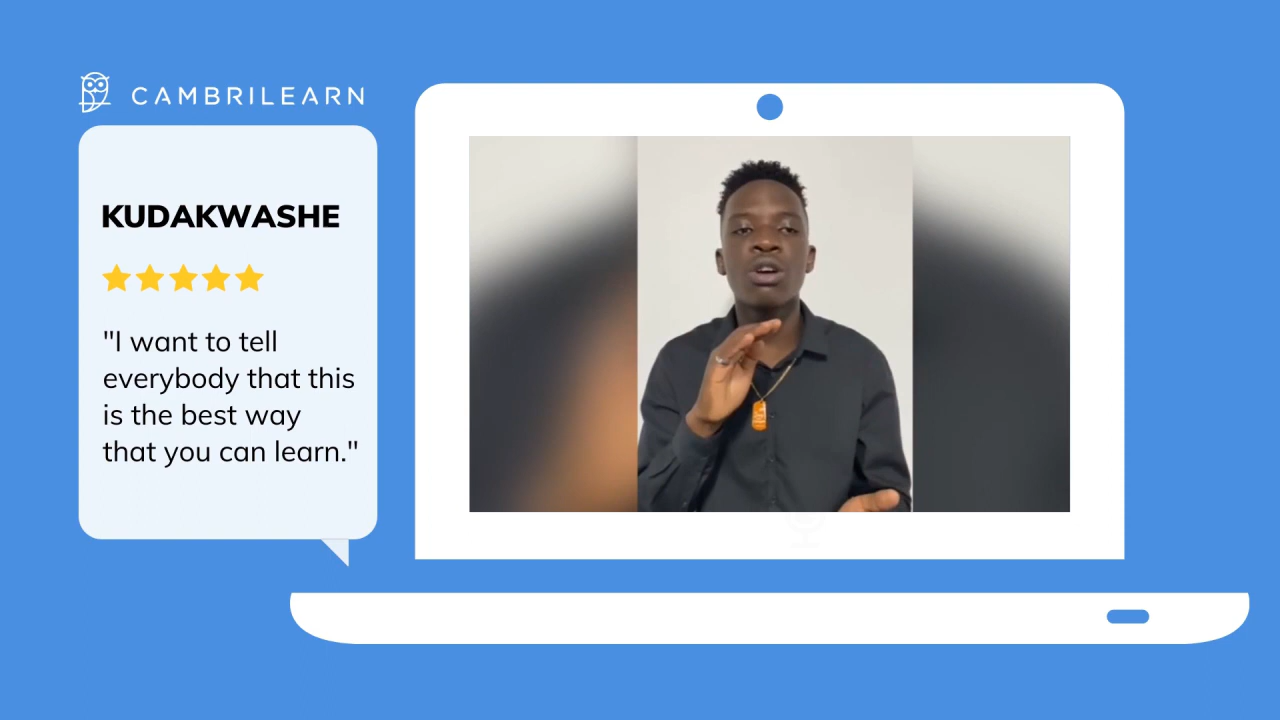 CAMBRILEARN
KUDAKWASHE
"I want to tell
everybody that this
is the best way
that you can learn."